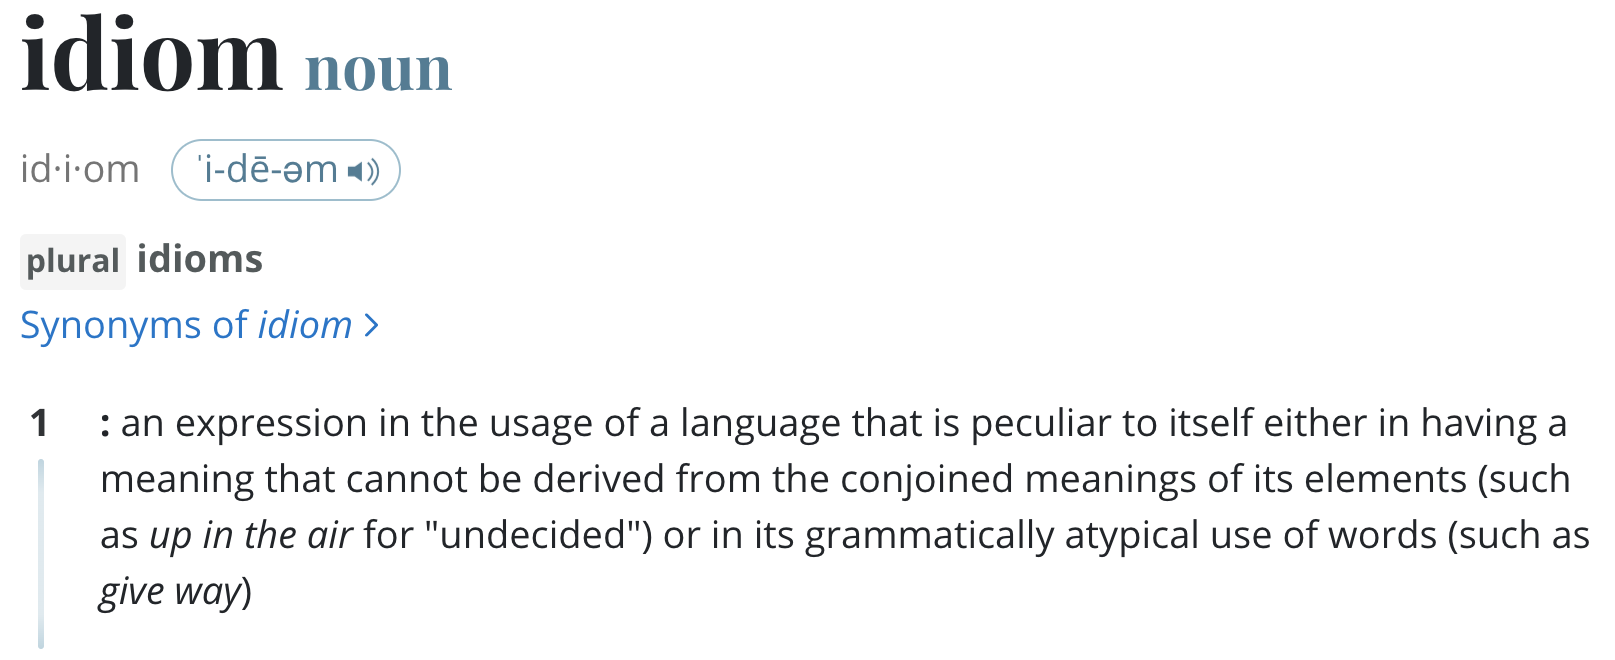 idiom noun
id·i·om ˈi-dē-əm
plural idioms
Synonyms of idiom >
1 : an expression in the usage of a language that is peculiar to itself either in having a
meaning that cannot be derived from the conjoined meanings of its elements (such
as up in the air for "undecided") or in its grammatically atypical use of words (such as
give way)